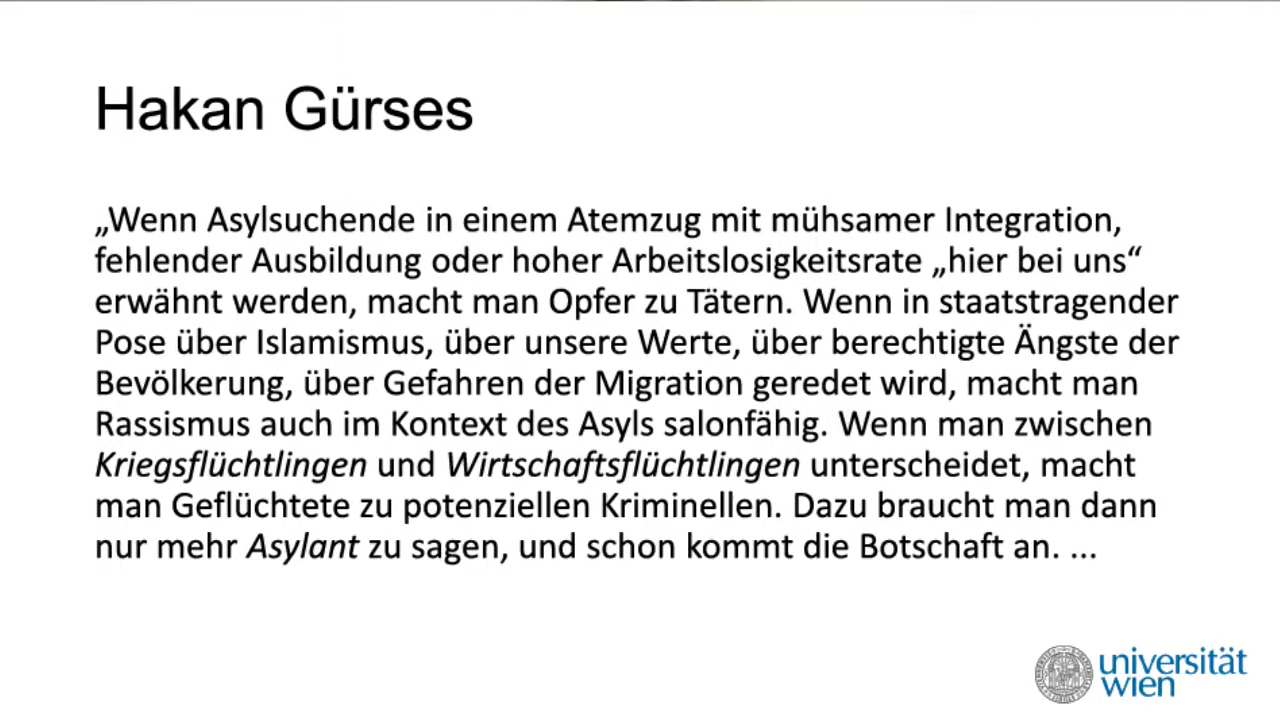 Hakan Gürses
„Wenn Asylsuchende in einem Atemzug mit mühsamer Integration,
fehlender Ausbildung oder hoher Arbeitslosigkeitsrate „hier bei uns“
erwähnt werden, macht man Opfer zu Tätern. Wenn in staatstragender
Pose über Islamismus, über unsere Werte, über berechtigte Ängste der
Bevölkerung, über Gefahren der Migration geredet wird, macht man
Rassismus auch im Kontext des Asyls salonfähig. Wenn man zwischen
Kriegsflüchtlingen und Wirtschaftsflüchtlingen unterscheidet, macht
man Geflüchtete zu potenziellen Kriminellen. Dazu braucht man dann
nur mehr Asylant zu sagen, und schon kommt die Botschaft an. ...
universität
wien